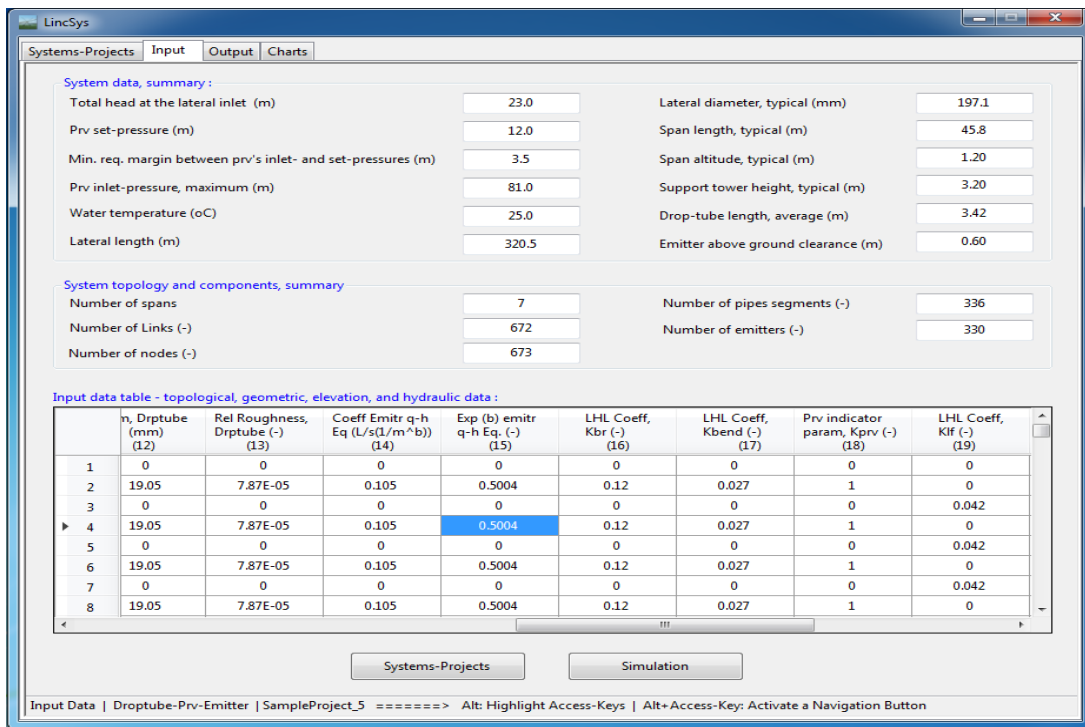 LincSys
Systems-Projects Input Output Charts
System data, summary :
Total head at the lateral inlet (m) 23.0 Lateral diameter, typical (mm) 197.1
Prv set-pressure (m) 12.0 Span length, typical (m) 45.8
Min. req. margin between prv's inlet- and set-pressures (m) 3.5 Span altitude, typical (m) 1.20
Prv inlet-pressure, maximum (m) 81.0 Support tower height, typical (m) 3.20
Water temperature (oC) 25.0 Drop-tube length, average (m) 3.42
Lateral length (m) 320.5 Emitter above ground clearance (m) 0.60
System topology and components, summary
Number of spans 7 Number of pipes segments (-) 336
Number of Links (-) 672 Number of emitters (-) 330
Number of nodes (-) 673
Input data table - topological, geometric, elevation, and hydraulic data :
n, Drptube Rel Roughness, Coeff Emitr q-h Exp (b) emitr LHL Coeff, LHL Coeff, Prv indicator LHL Coeff,
(mm) Drptube (-) Eq (L/s(1/m^b)) q-h Eq. (-) Kbr (-) Kbend (-) param, Kprv (-) Klf (-)
(12) (13) (14) (15) (16) (17) (18) (19)
1 0 0 0 0 0 0 0 0
2 19.05 7.87E-05 0.105 0.5004 0.12 0.027 1 0
3 0 0 0 0 0 0 0 0.042
4 19.05 7.87E-05 0.105 0.5004 0.12 0.027 1 0
5 0 0 0 0 0 0 0 0.042
6 19.05 7.87E-05 0.105 0.5004 0.12 0.027 1 0
7 0 0 0 0 0 0 0 0.042
8 19.05 7.87E-05 0.105 0.5004 0.12 0.027 1 0
Systems-Projects Simulation
Input Data | Droptube-Prv-Emitter | SampleProject_5 =======> Alt: Highlight Access-Keys | Alt+Access-Key: Activate a Navigation Button